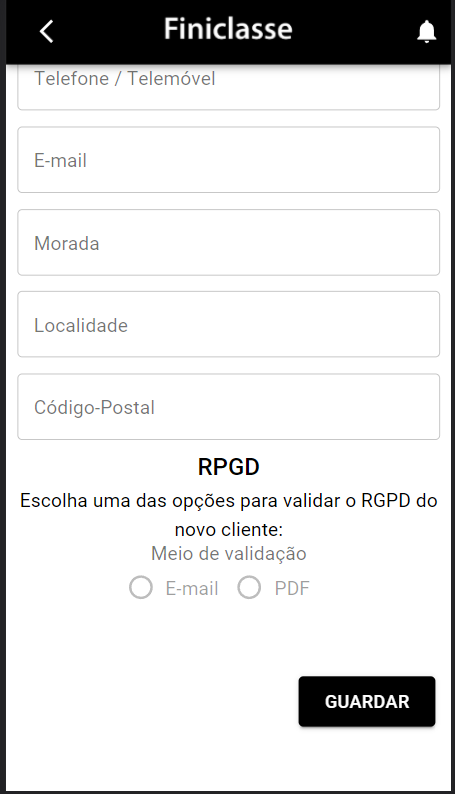 Finiclasse
Telefone / Telemóvel
E-mail
Morada
Localidade
Código-Postal
RPGD
Escolha uma das opções para validar o RGPD do
novo cliente:
Meio de validação
E-mail PDF
GUARDAR